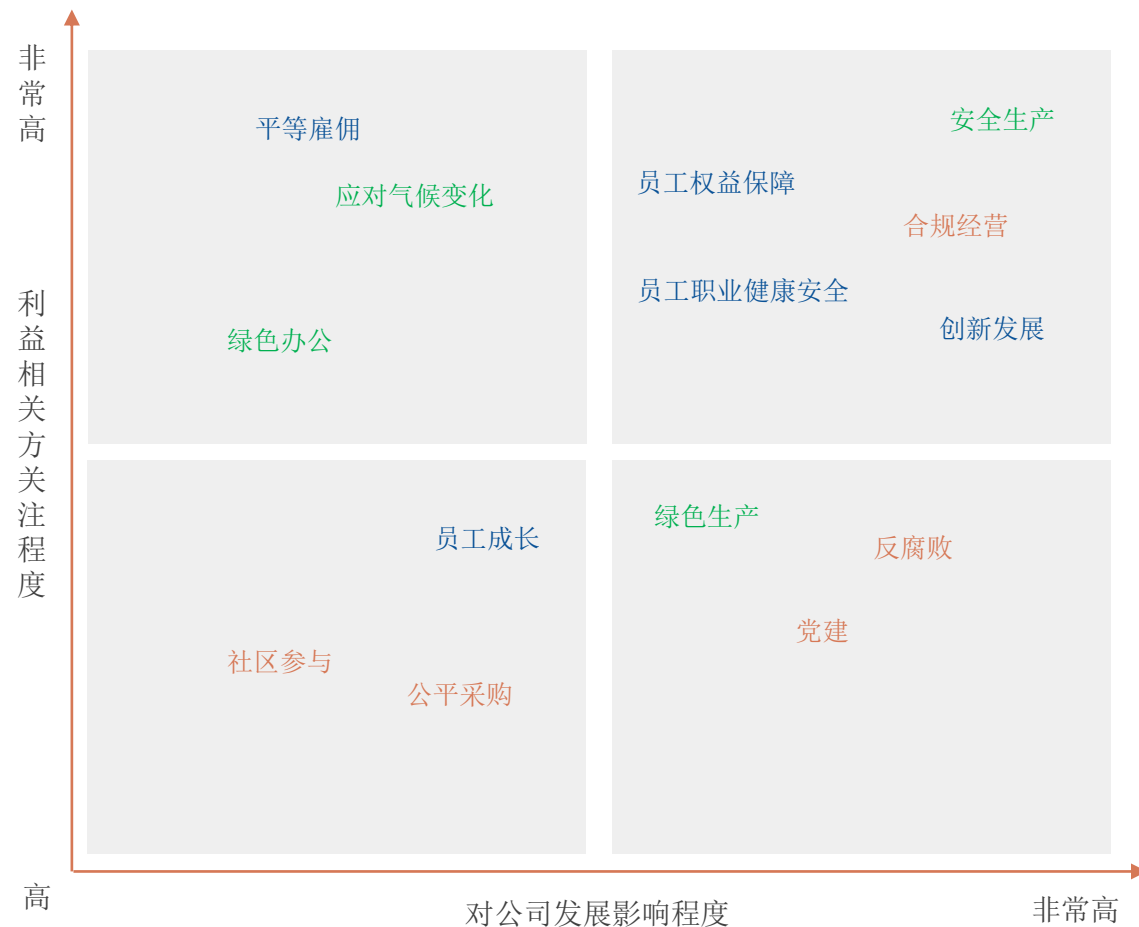 非常高
利益相关方关注程度
平等雇佣
应对气候变化
绿色办公
安全生产
员工权益保障
合规经营
员工职业健康安全
创新发展
员工成长
社区参与
公平采购
绿色生产
反腐败
党建
高
对公司发展影响程度
非常高